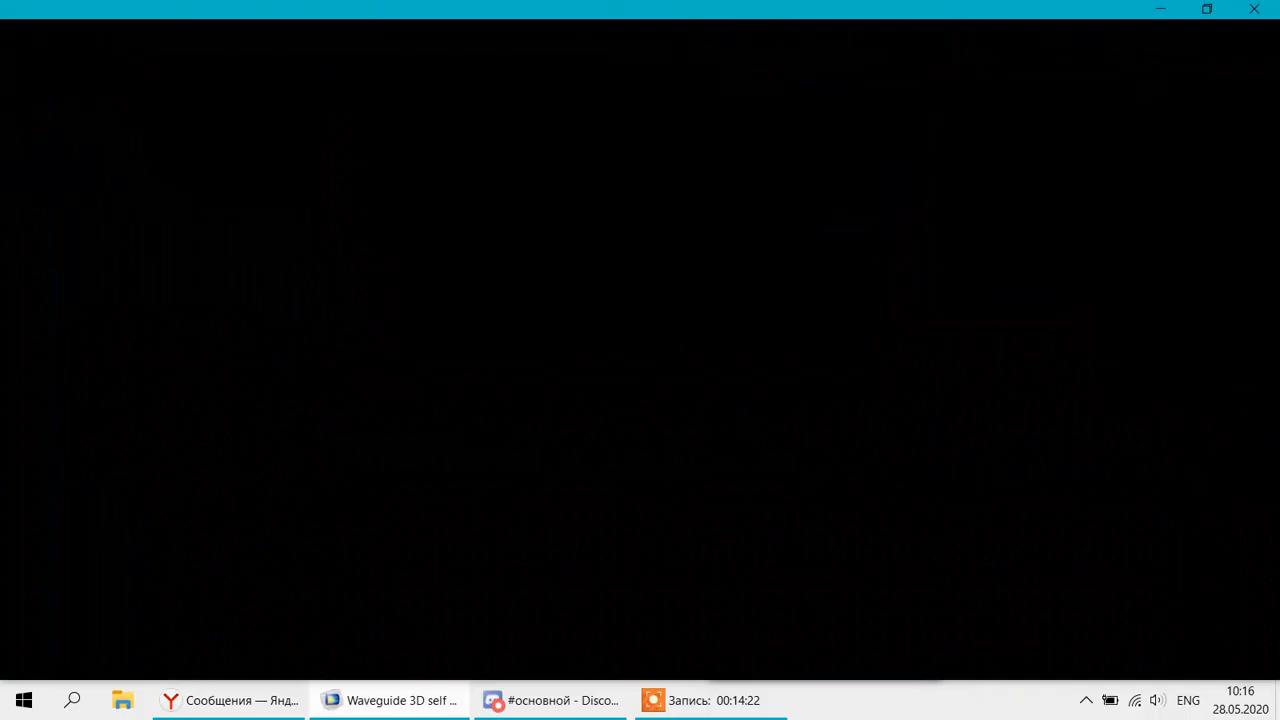 Сообщения — Янд...
Waveguide 3D self ...
#основной - Disco...
Запись: 00:14:22
ENG
10:16
28.05.2020